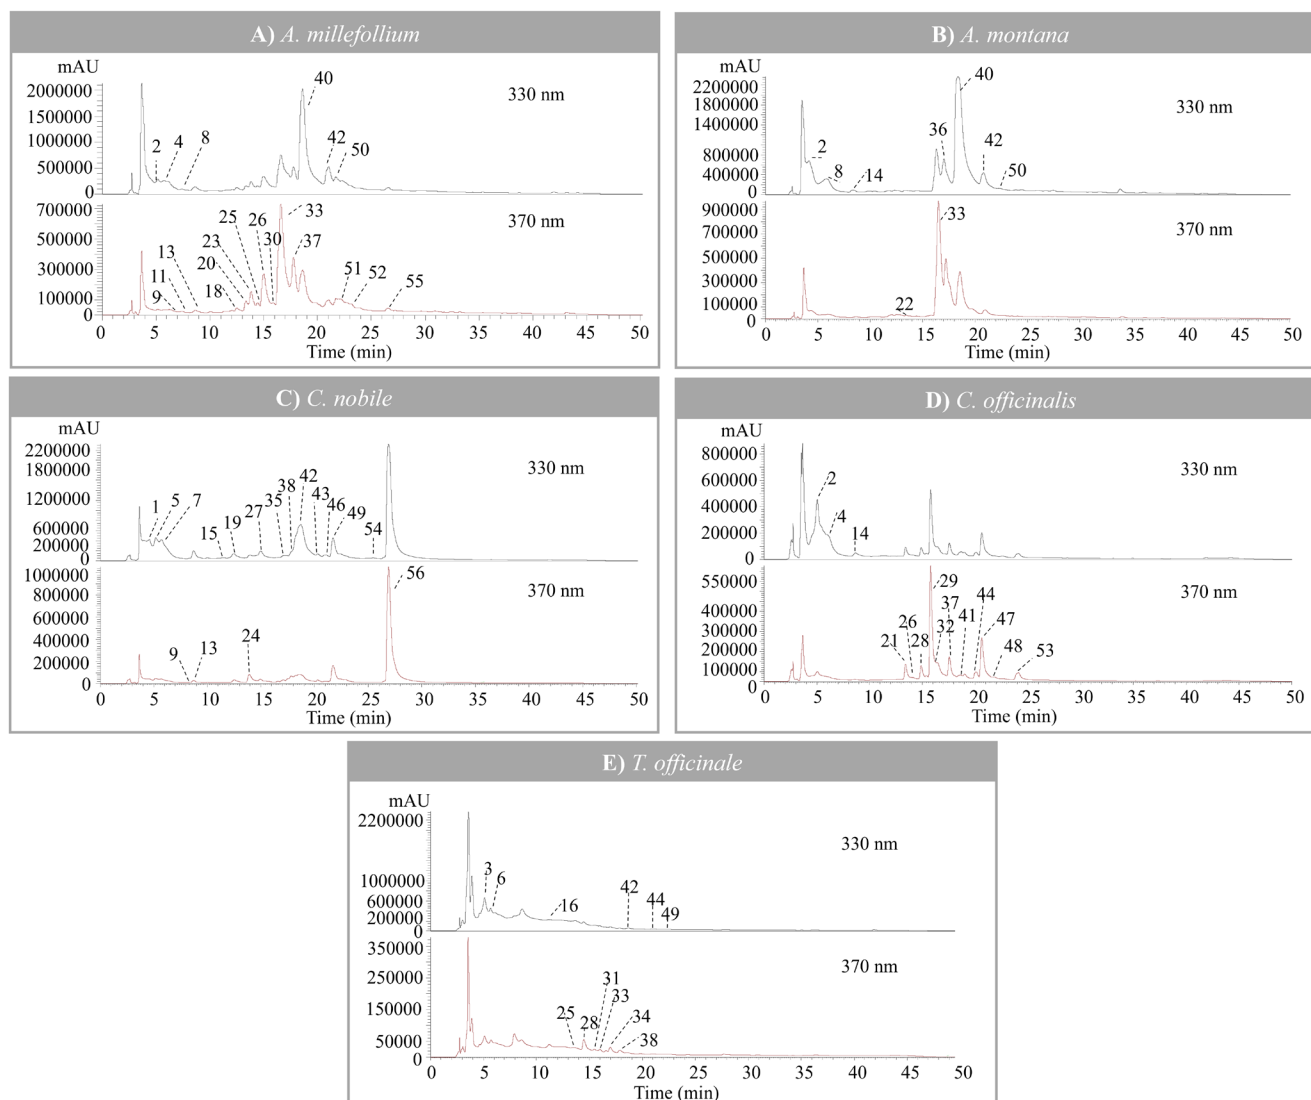 A) A. millefollium
mAU
330 nm
2000000
1500000
1000000
500000
0
2 4 8 40 42 50
370 nm
700000
500000
300000
100000
0
9 11 13 18 20 23 25 26 30 33 37 51 52 55
0 5 10 15 20 25 30 35 40 45 50
Time (min)
B) A. montana
mAU
330 nm
2200000
1800000
1400000
800000
400000
0
2 8 14 36 40 42 50
370 nm
900000
700000
500000
300000
100000
0
22 33
0 5 10 15 20 25 30 35 40 45 50
Time (min)
C) C. nobile
mAU
330 nm
2200000
1800000
1200000
600000
200000
0
1 5 7 15 19 27 35 38 42 43 46 49 54
370 nm
1000000
800000
600000
400000
200000
0
9 13 24 56
0 5 10 15 20 25 30 35 40 45 50
Time (min)
D) C. officinalis
mAU
330 nm
800000
600000
400000
200000
0
2 4 14
370 nm
550000
400000
300000
200000
100000
0
21 26 28 29 32 37 41 44 47 48 53
0 5 10 15 20 25 30 35 40 45 50
Time (min)
E) T. officinale
mAU
330 nm
2200000
1000000
600000
200000
0
3 6 16 42 44 49
370 nm
350000
250000
150000
50000
0
25 28 31 33 34 38
0 5 10 15 20 25 30 35 40 45 50
Time (min)